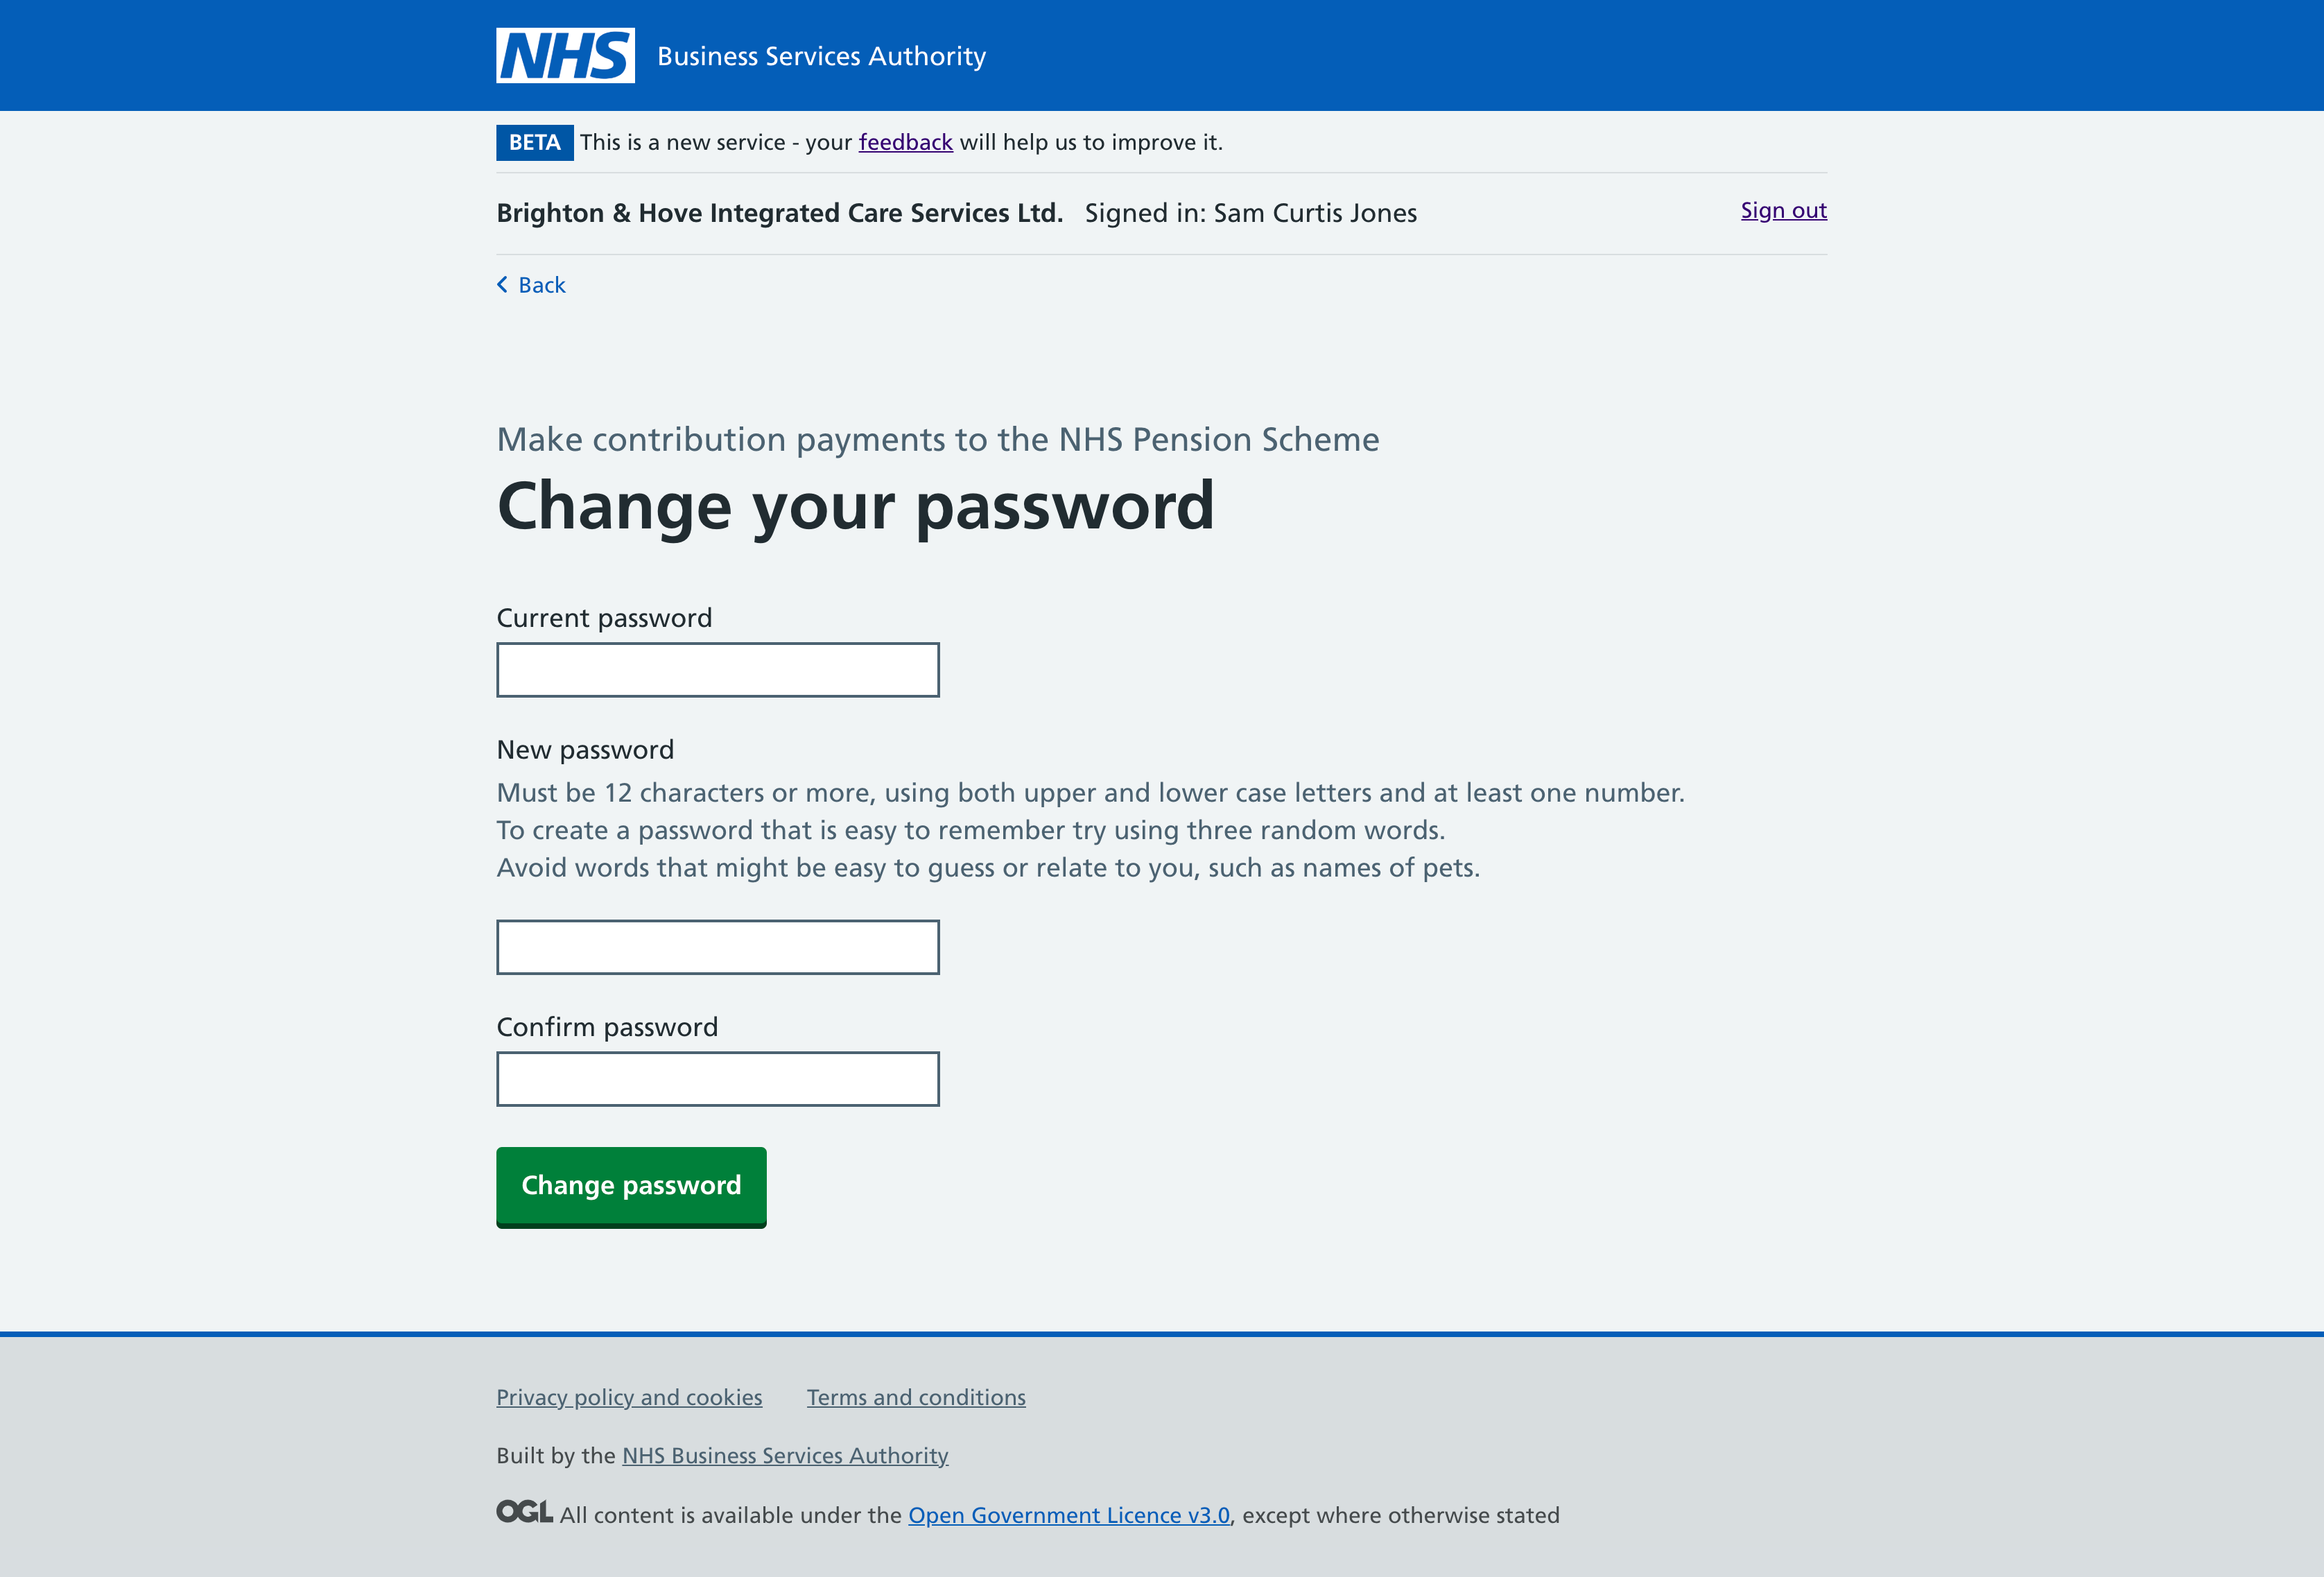 NHS Business Services Authority
BETA This is a new service - your feedback will help us to improve it.
Brighton & Hove Integrated Care Services Ltd. Signed in: Sam Curtis Jones Sign out
Back
Make contribution payments to the NHS Pension Scheme
Change your password
Current password
New password
Must be 12 characters or more, using both upper and lower case letters and at least one number.
To create a password that is easy to remember try using three random words.
Avoid words that might be easy to guess or relate to you, such as names of pets.
Confirm password
Change password
Privacy policy and cookies Terms and conditions
Built by the NHS Business Services Authority
OGL All content is available under the Open Government Licence v3.0, except where otherwise stated